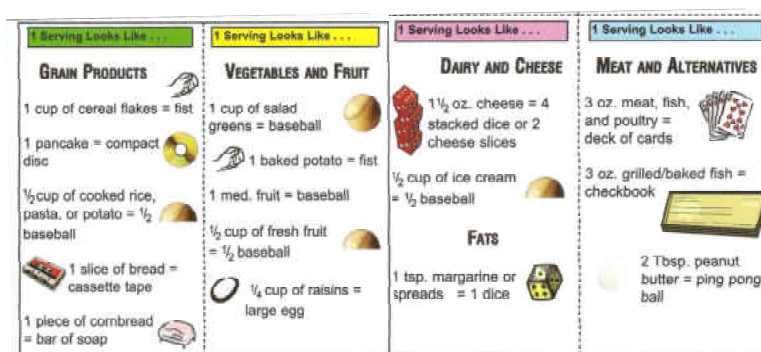 1 Serving Looks Like . . .
GRAIN PRODUCTS
1 cup of cereal flakes = fist
1 pancake = compact
disc
½cup of cooked rice,
pasta, or potato = ½
baseball
1 slice of bread =
cassette tape
1 piece of cornbread
= bar of soap
1 Serving Looks Like . . .
VEGETABLES AND FRUIT
1 cup of salad
greens = baseball
1 baked potato = fist
1 med. fruit = baseball
½ cup of fresh fruit
= ½ baseball
¼ cup of raisins =
large egg
1 Serving Looks Like . . .
DAIRY AND CHEESE
1½ oz. cheese = 4
stacked dice or 2
cheese slices
½ cup of ice cream
= ½ baseball
FATS
1 tsp. margarine or
spreads = 1 dice
1 Serving Looks Like . . .
MEAT AND ALTERNATIVES
3 oz. meat, fish,
and poultry =
deck of cards
3 oz. grilled/baked fish =
checkbook
2 Tbsp. peanut
butter = ping pong
ball